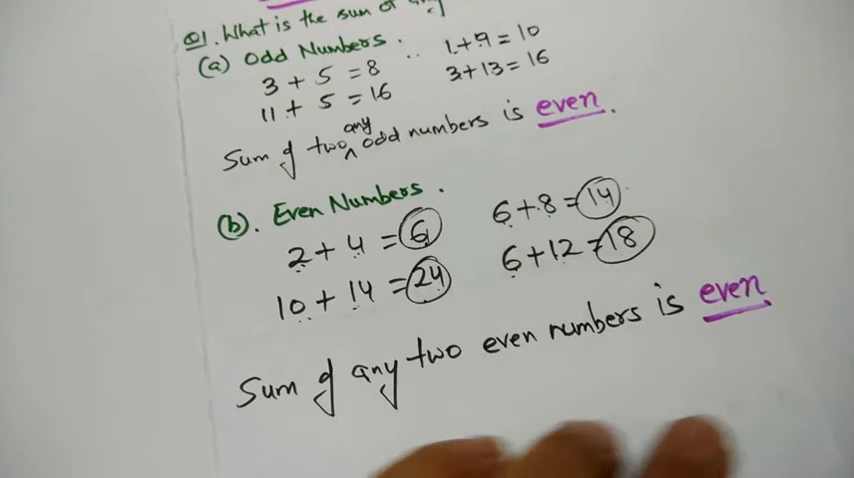 Q1. What is the sum of any
(a) Odd Numbers.
3 + 5 = 8 .. 1 + 9 = 10
11 + 5 = 16 3 + 13 = 16
Sum of two ^ any odd numbers is even.
(b). Even Numbers.
2 + 4 = 6 6 + 8 = 14
10 + 14 = 24 6 + 12 = 18
Sum of any two even numbers is even.